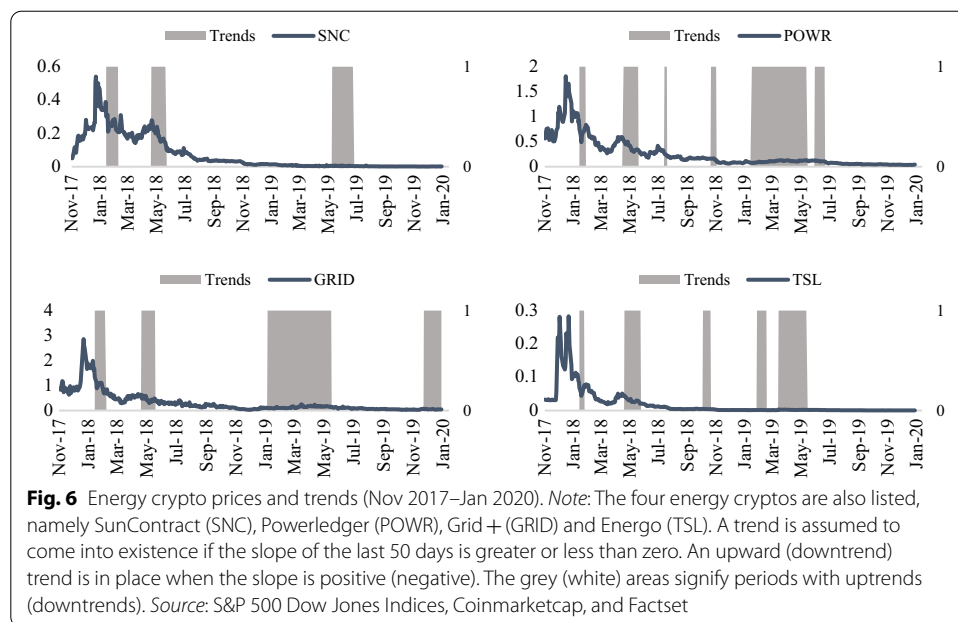 Trends SNC
0.6
0.4
0.2
0
1
0
Nov-17
Jan-18
Mar-18
May-18
Jul-18
Sep-18
Nov-18
Jan-19
Mar-19
May-19
Jul-19
Sep-19
Nov-19
Jan-20
Trends POWR
2
1.5
1
0.5
0
1
0
Nov-17
Jan-18
Mar-18
May-18
Jul-18
Sep-18
Nov-18
Jan-19
Mar-19
May-19
Jul-19
Sep-19
Nov-19
Jan-20
Trends GRID
4
3
2
1
0
1
0
Nov-17
Jan-18
Mar-18
May-18
Jul-18
Sep-18
Nov-18
Jan-19
Mar-19
May-19
Jul-19
Sep-19
Nov-19
Jan-20
Trends TSL
0.3
0.2
0.1
0
1
0
Nov-17
Jan-18
Mar-18
May-18
Jul-18
Sep-18
Nov-18
Jan-19
Mar-19
May-19
Jul-19
Sep-19
Nov-19
Jan-20
Fig. 6 Energy crypto prices and trends (Nov 2017–Jan 2020). Note: The four energy cryptos are also listed,
namely SunContract (SNC), Powerledger (POWR), Grid + (GRID) and Energo (TSL). A trend is assumed to
come into existence if the slope of the last 50 days is greater or less than zero. An upward (downtrend)
trend is in place when the slope is positive (negative). The grey (white) areas signify periods with uptrends
(downtrends). Source: S&P 500 Dow Jones Indices, Coinmarketcap, and Factset